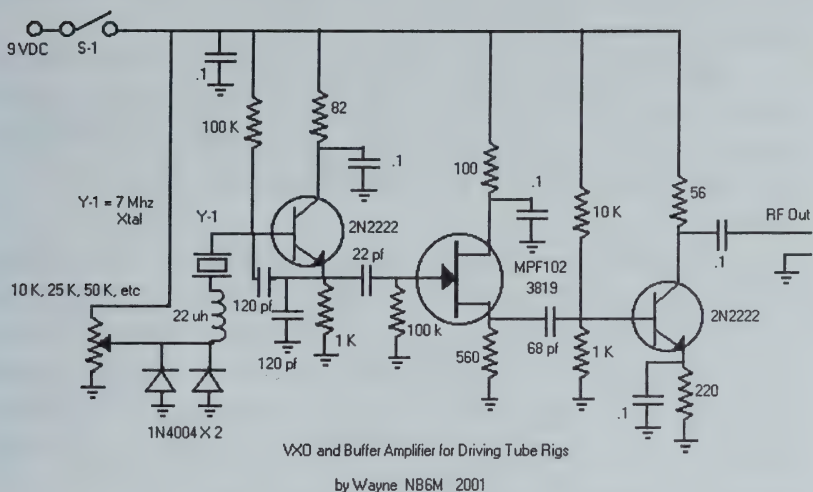 9 VDC
S-1
.1
82
100 K
.1
100
.1
10 K
56
RF Out
.1
Y-1 = 7 Mhz
Xtal
Y-1
2N2222
22 pf
MPF102
3819
2N2222
10 K, 25 K, 50 K, etc
22 uh
120 pf
120 pf
1 K
100 k
560
68 pf
1 K
.1
220
1N4004 X 2
VXO and Buffer Amplifier for Driving Tube Rigs
by Wayne NB6M 2001